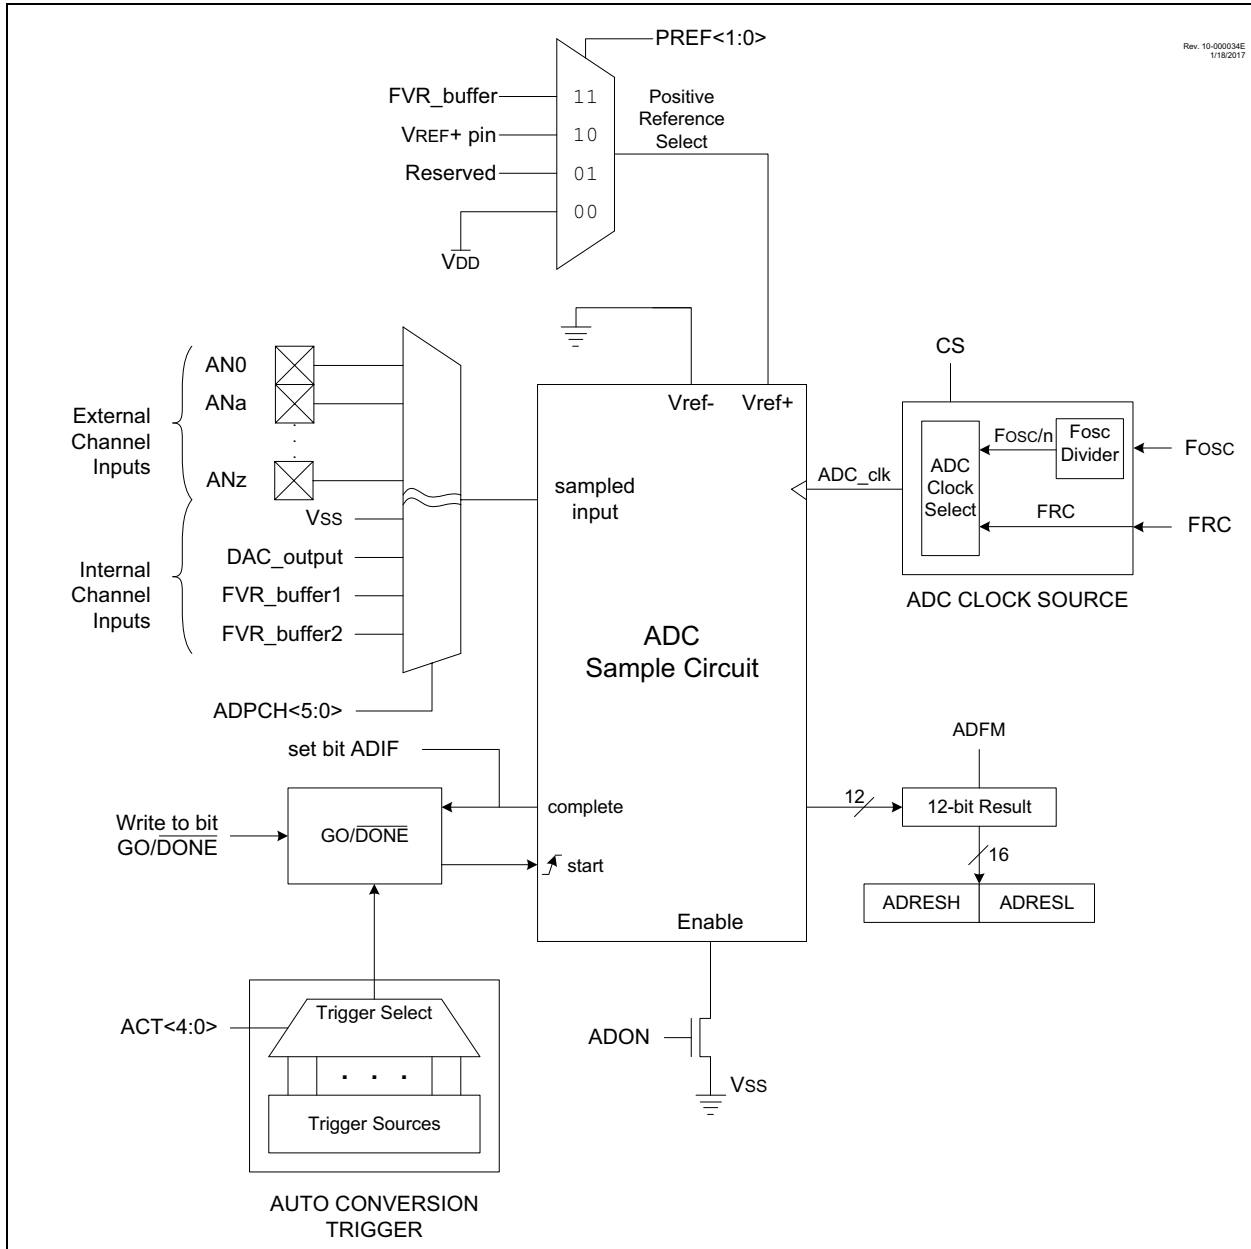 PREF<1:0>
Rev. 10-000034E
1/18/2017
FVR_buffer
11
Positive
Reference
Select
VREF+ pin
10
Reserved
01
00
VDD
AN0
ANa
. . .
ANz
External
Channel
Inputs
Vref-
Vref+
CS
ADC
Clock
Select
FOSC/n
Fosc
Divider
FOSC
FRC
FRC
ADC_clk
ADC CLOCK SOURCE
sampled
input
VSS
DAC_output
FVR_buffer1
FVR_buffer2
Internal
Channel
Inputs
ADC
Sample Circuit
ADPCH<5:0>
set bit ADIF
ADFM
Write to bit
GO/DONE
GO/DONE
complete
start
12
12-bit Result
16
ADRESH
ADRESL
Enable
ACT<4:0>
Trigger Select
. . .
Trigger Sources
ADON
VSS
AUTO CONVERSION
TRIGGER